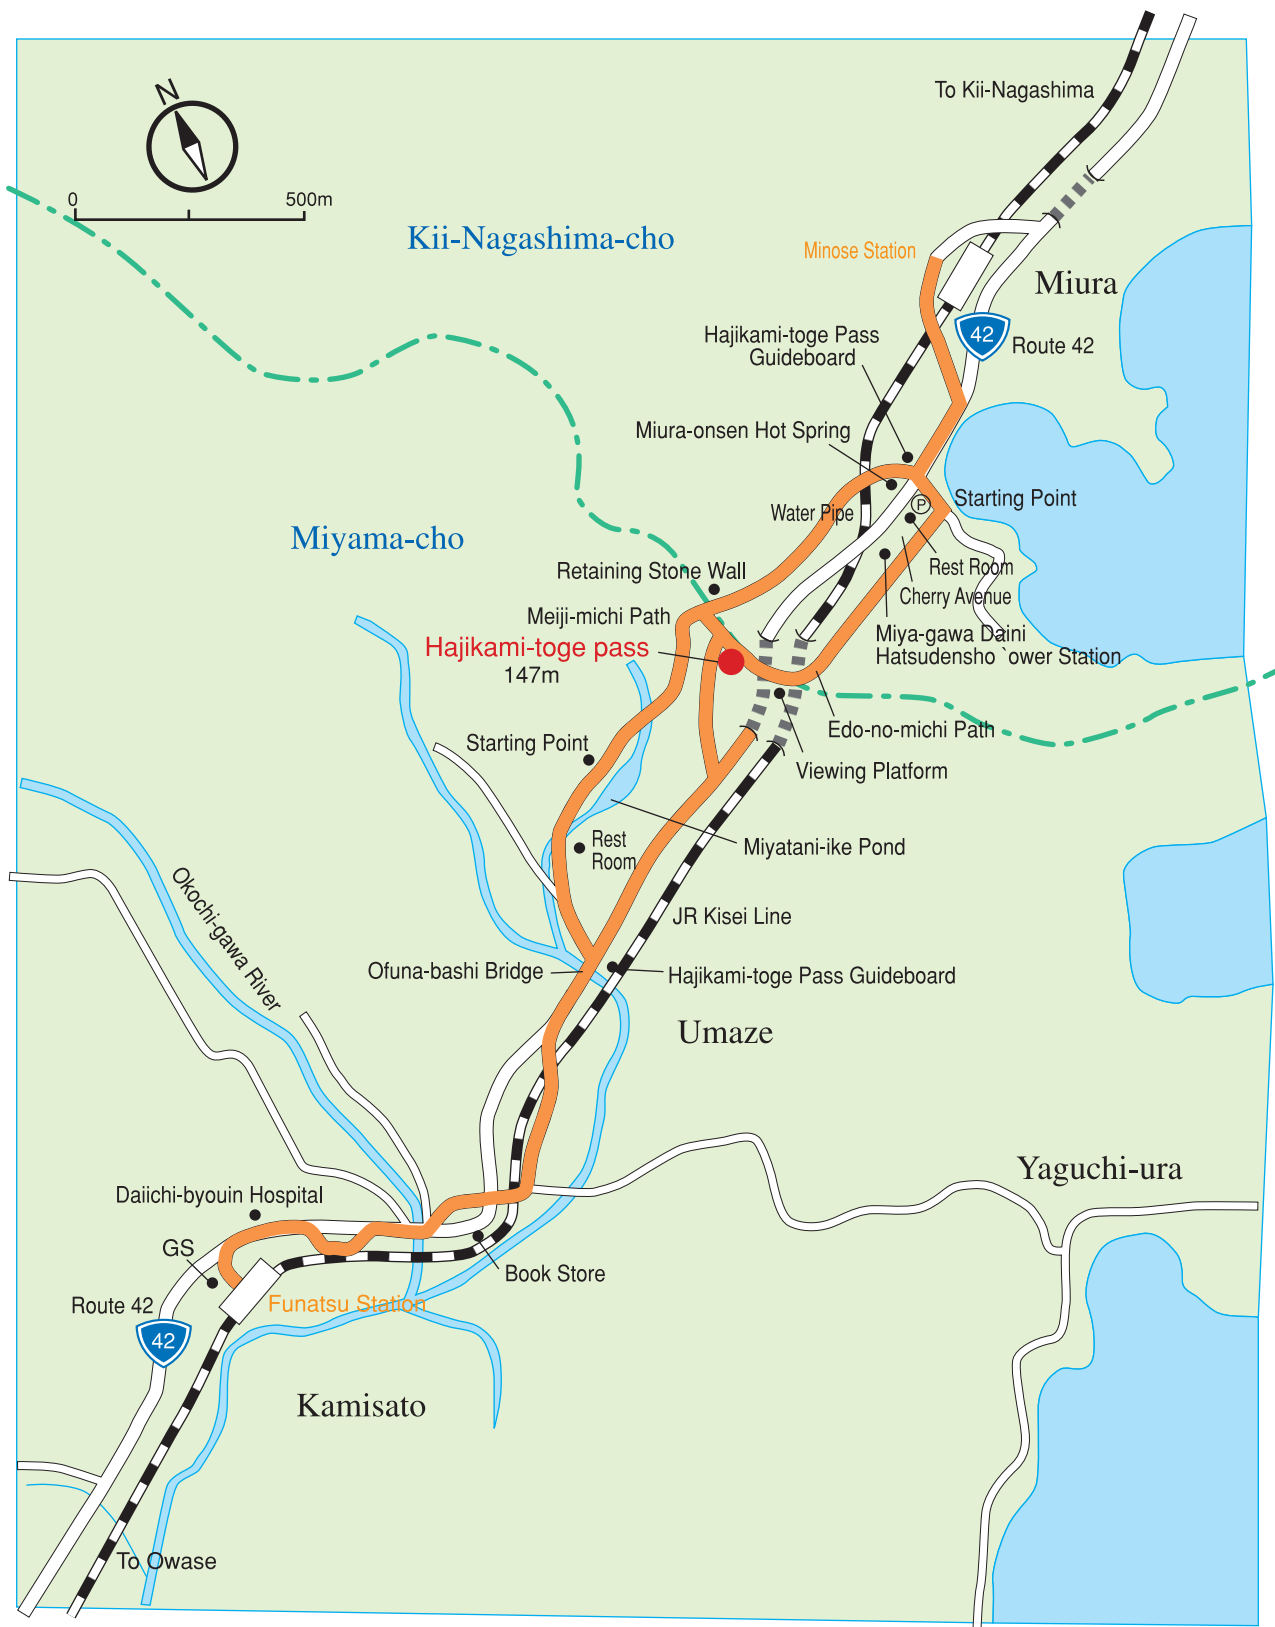 To Kii-Nagashima
N
0
500m
Kii-Nagashima-cho
Minose Station
Miura
42
Route 42
Hajikami-toge Pass
Guideboard
Miura-onsen Hot Spring
Starting Point
P
Water Pipe
Miyama-cho
Rest Room
Retaining Stone Wall
Cherry Avenue
Meiji-michi Path
Miya-gawa Daini
Hatsudensho `ower Station
Hajikami-toge pass
147m
Edo-no-michi Path
Starting Point
Viewing Platform
Rest
Room
Miyatani-ike Pond
Okochi-gawa River
JR Kisei Line
Ofuna-bashi Bridge
Hajikami-toge Pass Guideboard
Umaze
Yaguchi-ura
Daiichi-byouin Hospital
GS
Book Store
Route 42
Funatsu Station
42
Kamisato
To Owase